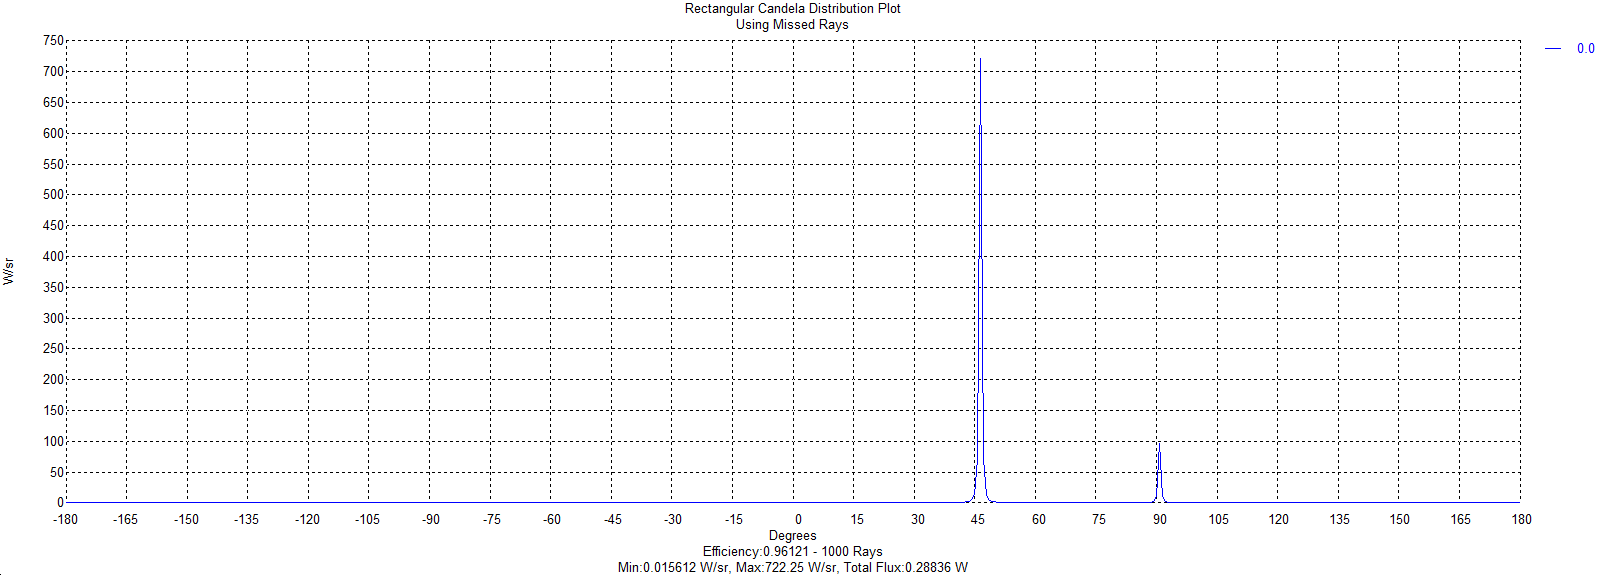 Rectangular Candela Distribution Plot
Using Missed Rays
750
700
650
600
550
500
450
400
350
300
250
200
150
100
50
0
W/sr
-180 -165 -150 -135 -120 -105 -90 -75 -60 -45 -30 -15 0 15 30 45 60 75 90 105 120 135 150 165 180
Degrees
Efficiency:0.96121 - 1000 Rays
Min:0.015612 W/sr, Max:722.25 W/sr, Total Flux:0.28836 W
0.0